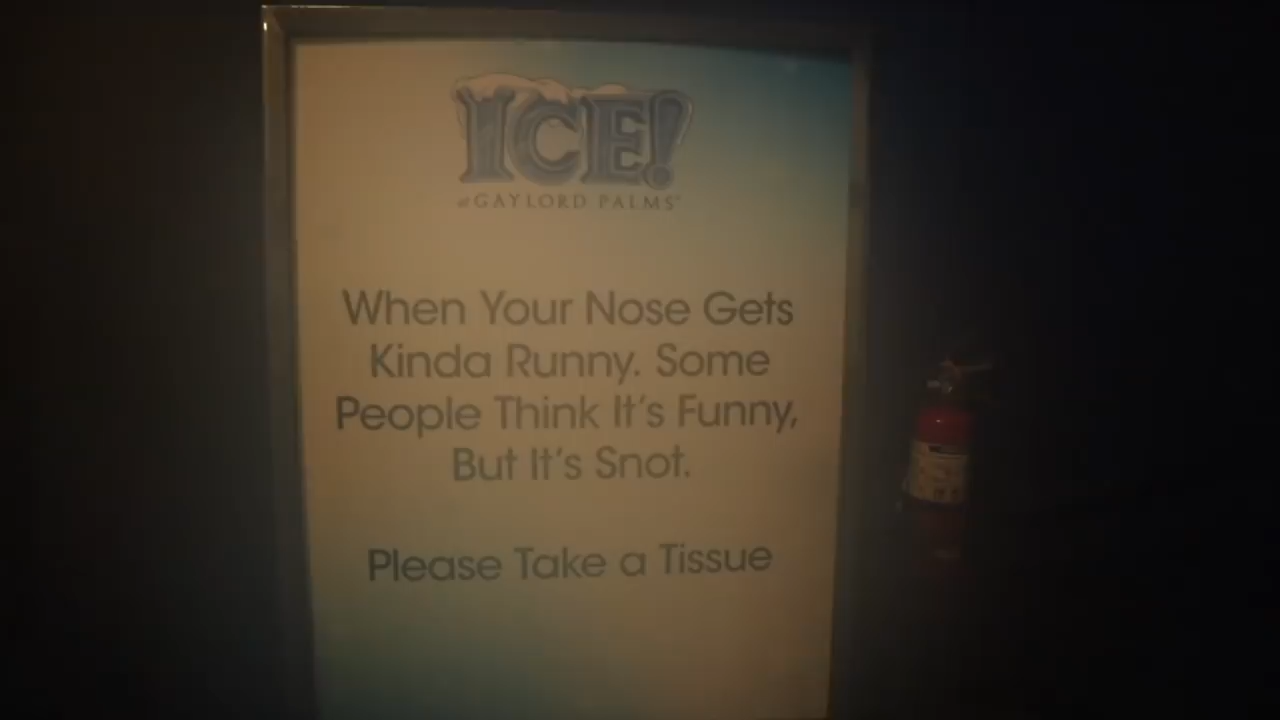 ICE!
at GAYLORD PALMS®
When Your Nose Gets
Kinda Runny. Some
People Think It's Funny,
But It's Snot.
Please Take a Tissue